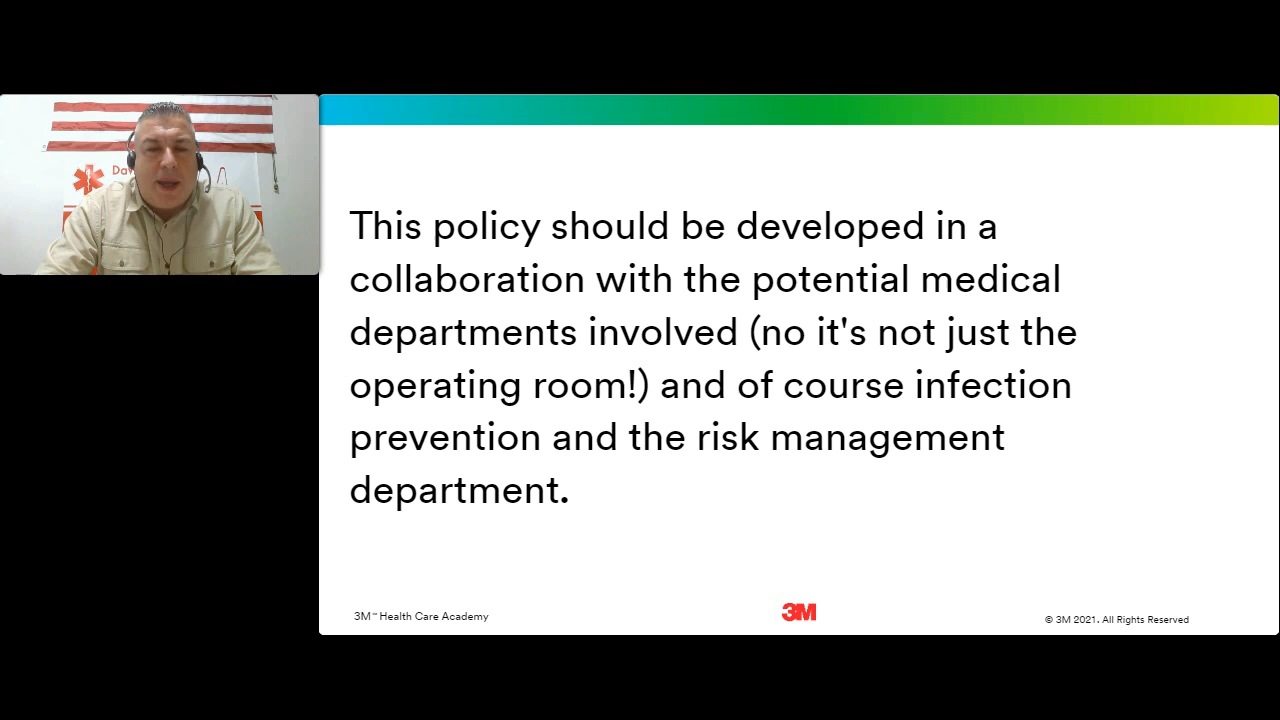 This policy should be developed in a
collaboration with the potential medical
departments involved (no it's not just the
operating room!) and of course infection
prevention and the risk management
department.
3M™ Health Care Academy
3M
© 3M 2021. All Rights Reserved